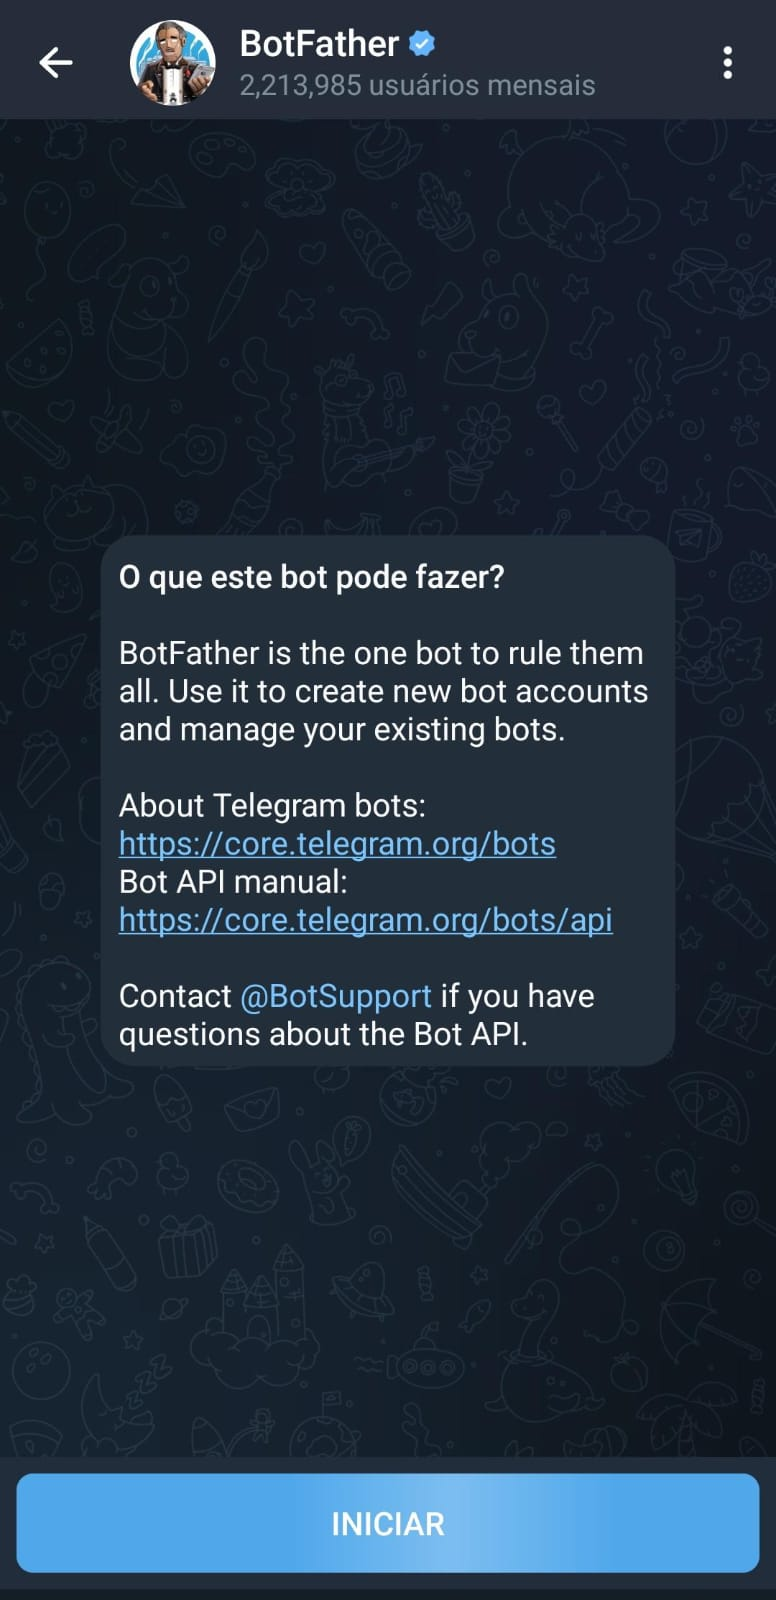 BotFather
2,213,985 usuários mensais
O que este bot pode fazer?
BotFather is the one bot to rule them
all. Use it to create new bot accounts
and manage your existing bots.
About Telegram bots:
https://core.telegram.org/bots
Bot API manual:
https://core.telegram.org/bots/api
Contact @BotSupport if you have
questions about the Bot API.
INICIAR